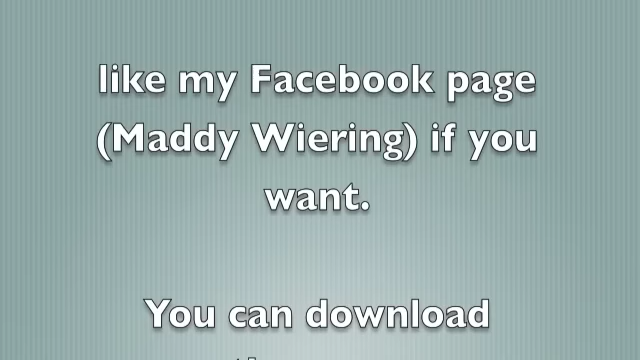 like my Facebook page
(Maddy Wiering) if you
want.
You can download